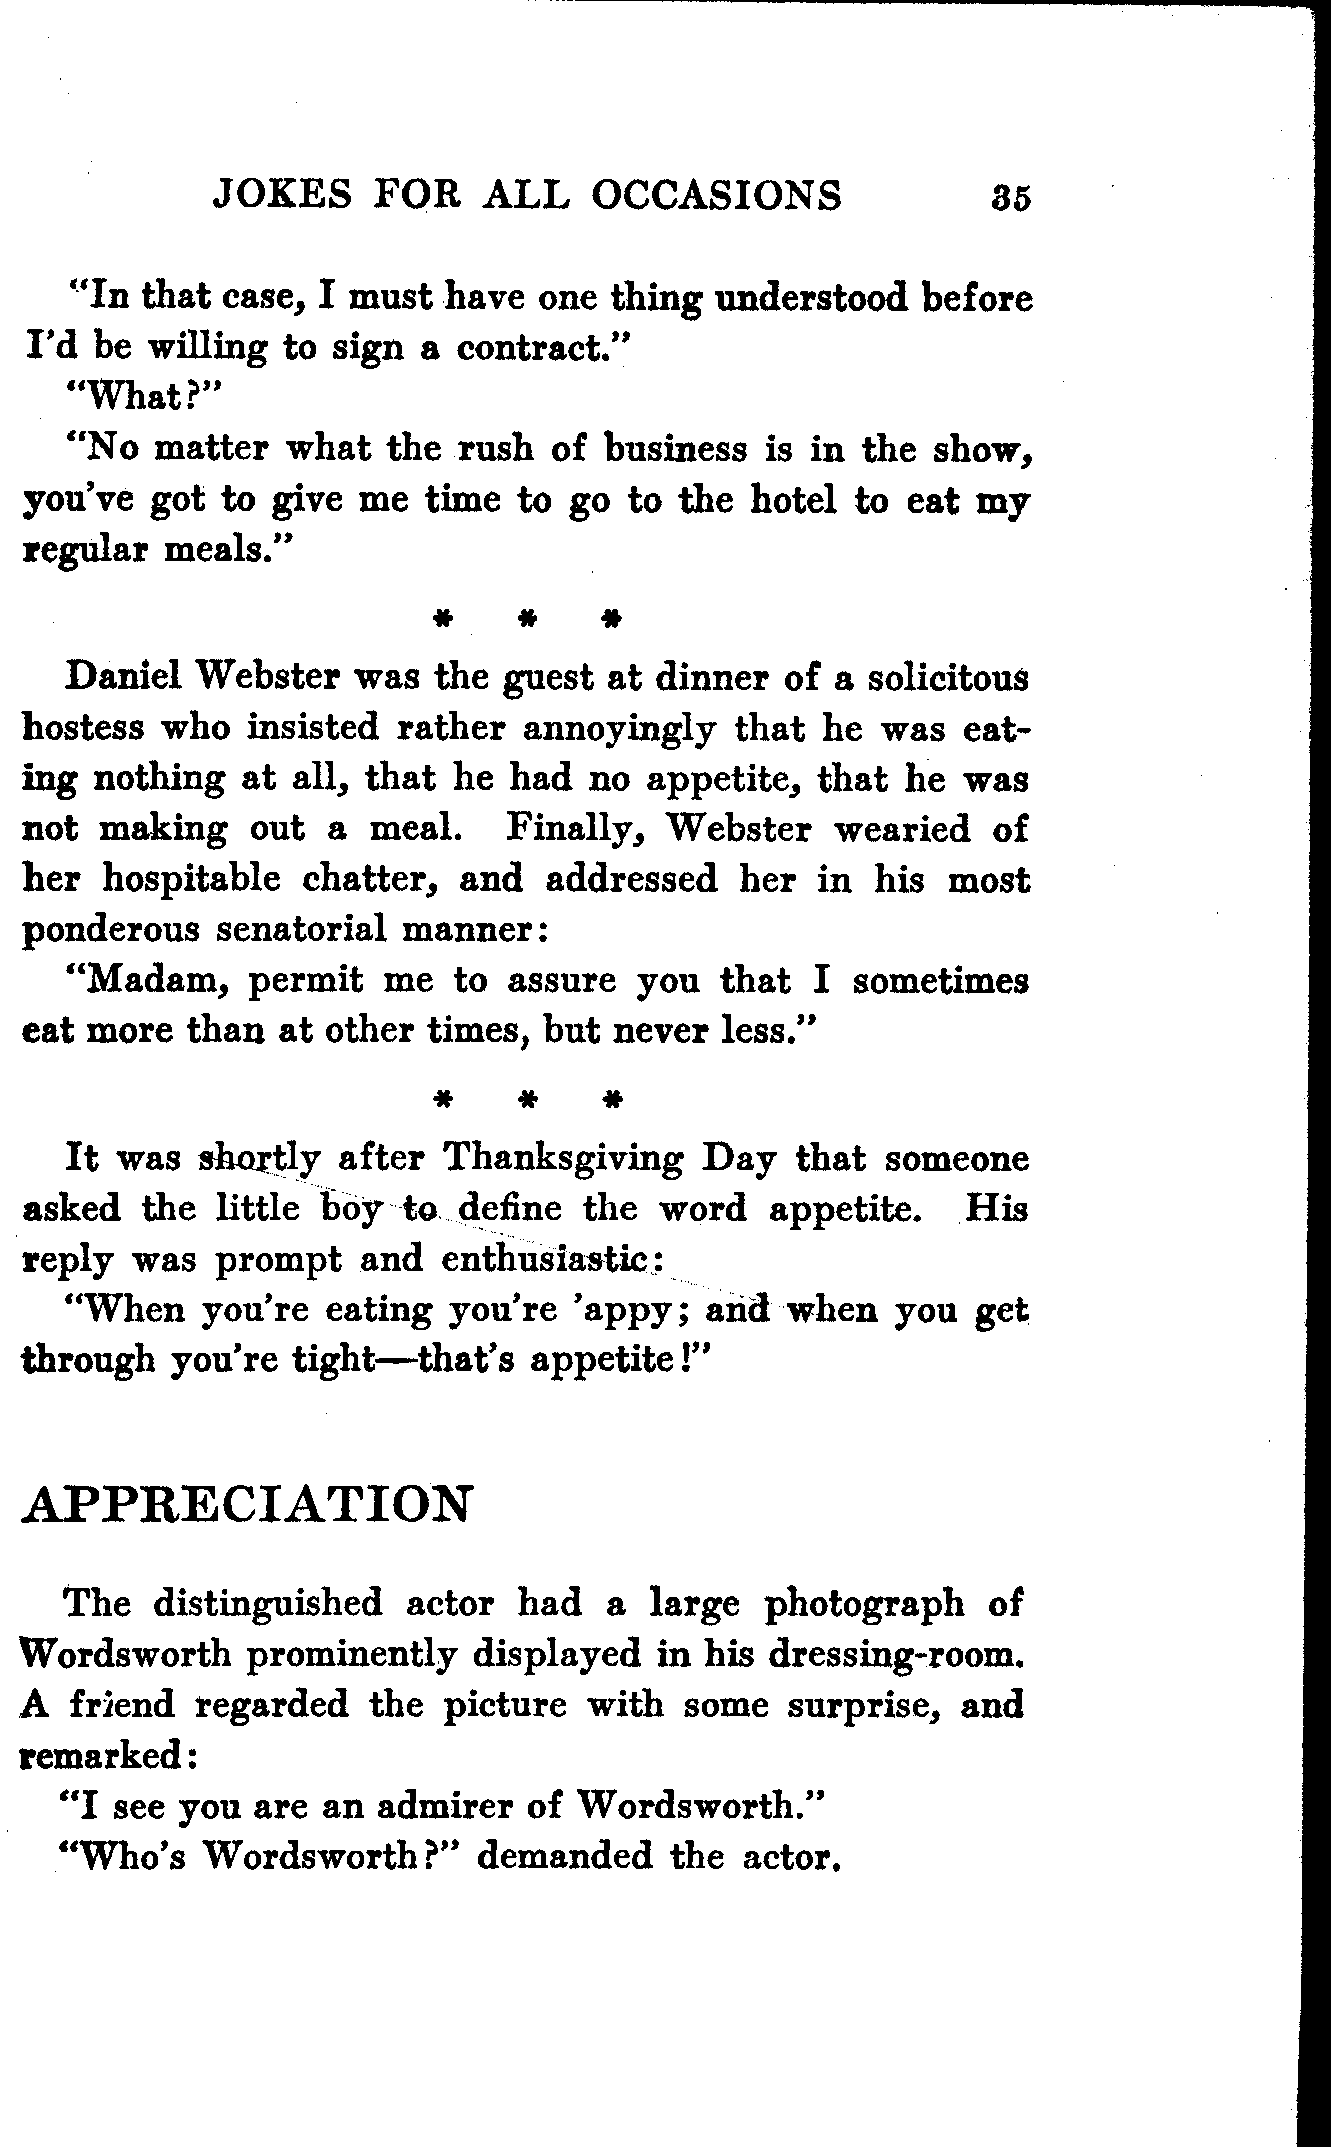 JOKES FOR ALL OCCASIONS 35
"In that case, I must have one thing understood before
I'd be willing to sign a contract."
"What?"
"No matter what the rush of business is in the show,
you've got to give me time to go to the hotel to eat my
regular meals."
* * *
Daniel Webster was the guest at dinner of a solicitous
hostess who insisted rather annoyingly that he was eat-
ing nothing at all, that he had no appetite, that he was
not making out a meal. Finally, Webster wearied of
her hospitable chatter, and addressed her in his most
ponderous senatorial manner:
"Madam, permit me to assure you that I sometimes
eat more than at other times, but never less."
* * *
It was shortly after Thanksgiving Day that someone
asked the little boy to define the word appetite. His
reply was prompt and enthusiastic:
"When you're eating you're 'appy; and when you get
through you're tight—that's appetite!"
APPRECIATION
The distinguished actor had a large photograph of
Wordsworth prominently displayed in his dressing-room.
A friend regarded the picture with some surprise, and
remarked:
"I see you are an admirer of Wordsworth."
"Who's Wordsworth?" demanded the actor.